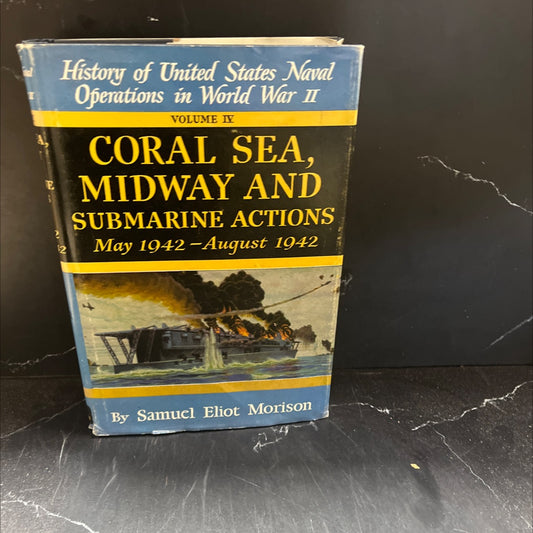 History of United States Naval
Operations in World War II
VOLUME IV
CORAL SEA,
MIDWAY AND
SUBMARINE ACTIONS
May 1942 – August 1942
By Samuel Eliot Morison